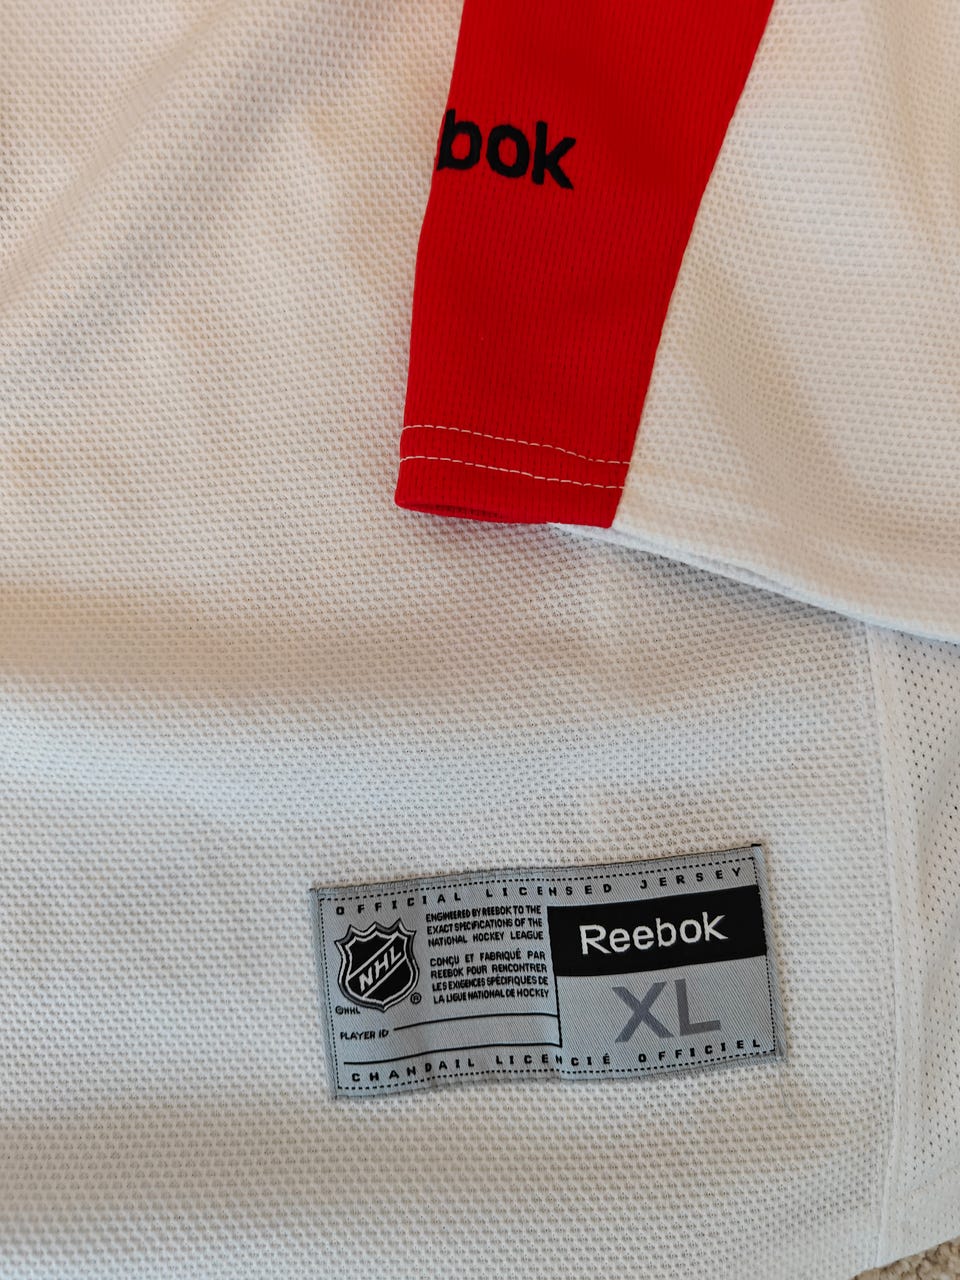 bok
OFFICIAL LICENSED JERSEY
ENGINEERED BY REEBOK TO THE
EXACT SPECIFICATIONS OF THE
NATIONAL HOCKEY LEAGUE
CONÇU ET FABRIQUÉ PAR
REEBOK POUR RENCONTRER
LES EXIGENCES SPÉCIFIQUES DE
LA LIGUE NATIONAL DE HOCKEY
NHL
®
©NHL
PLAYER ID
Reebok
XL
CHANDAIL LICENCIÉ OFFICIEL